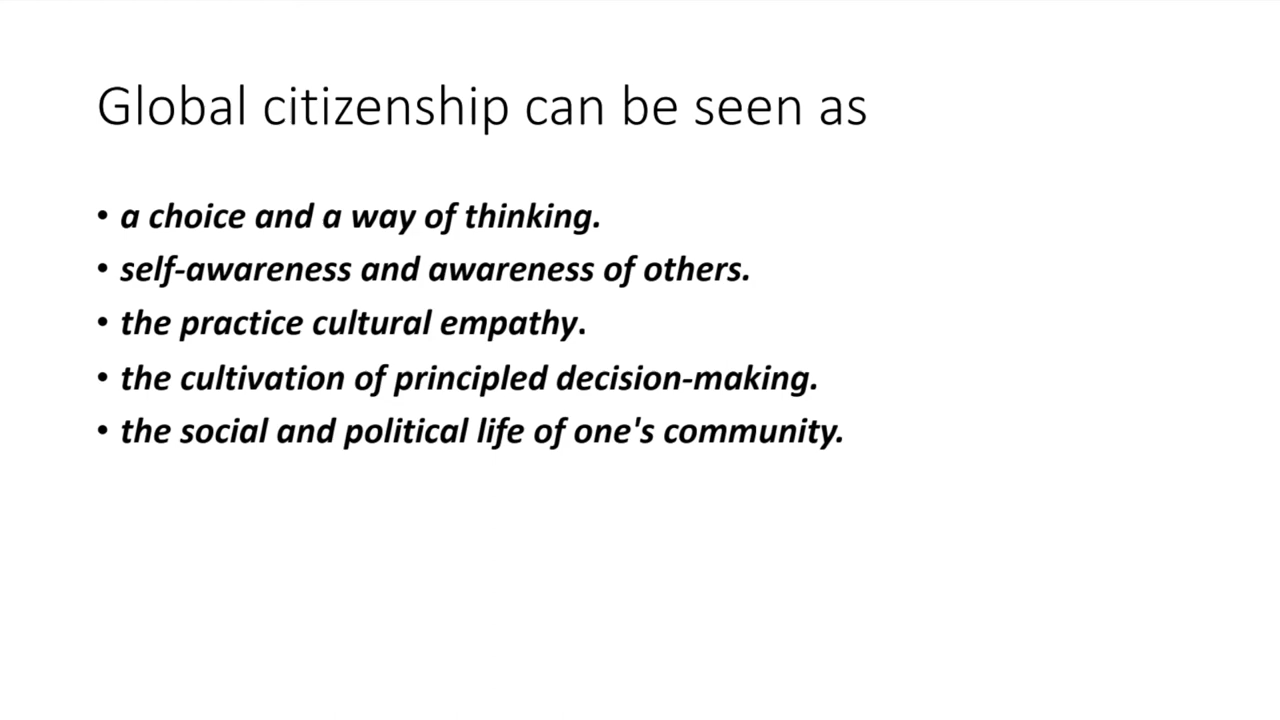 Global citizenship can be seen as
• a choice and a way of thinking.
• self-awareness and awareness of others.
• the practice cultural empathy.
• the cultivation of principled decision-making.
• the social and political life of one's community.